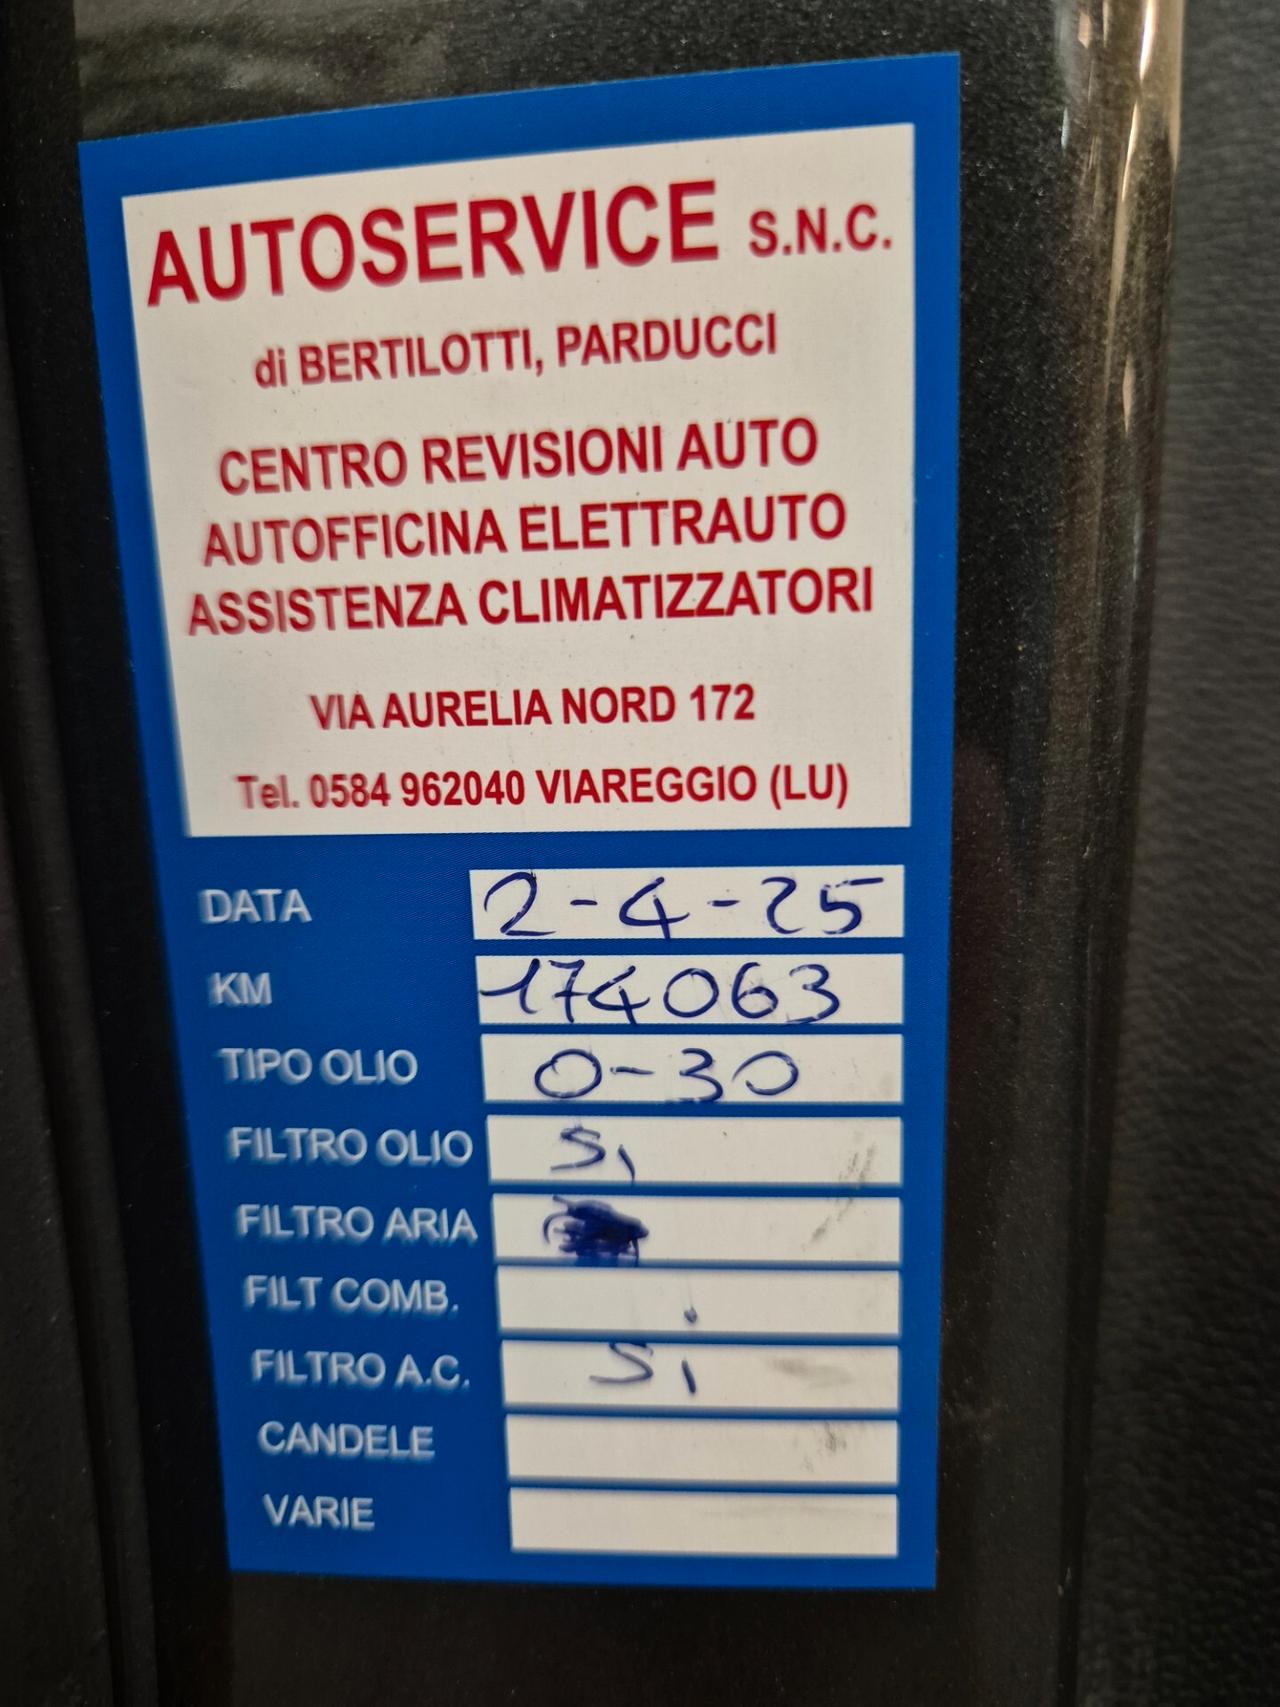 AUTOSERVICE S.N.C.
di BERTILOTTI, PARDUCCI
CENTRO REVISIONI AUTO
AUTOFFICINA ELETTRAUTO
ASSISTENZA CLIMATIZZATORI
VIA AURELIA NORD 172
Tel. 0584 962040 VIAREGGIO (LU)
DATA 2-4-25
KM 174063
TIPO OLIO 0-30
FILTRO OLIO Si
FILTRO ARIA
FILT COMB.
FILTRO A.C. Si
CANDELE
VARIE